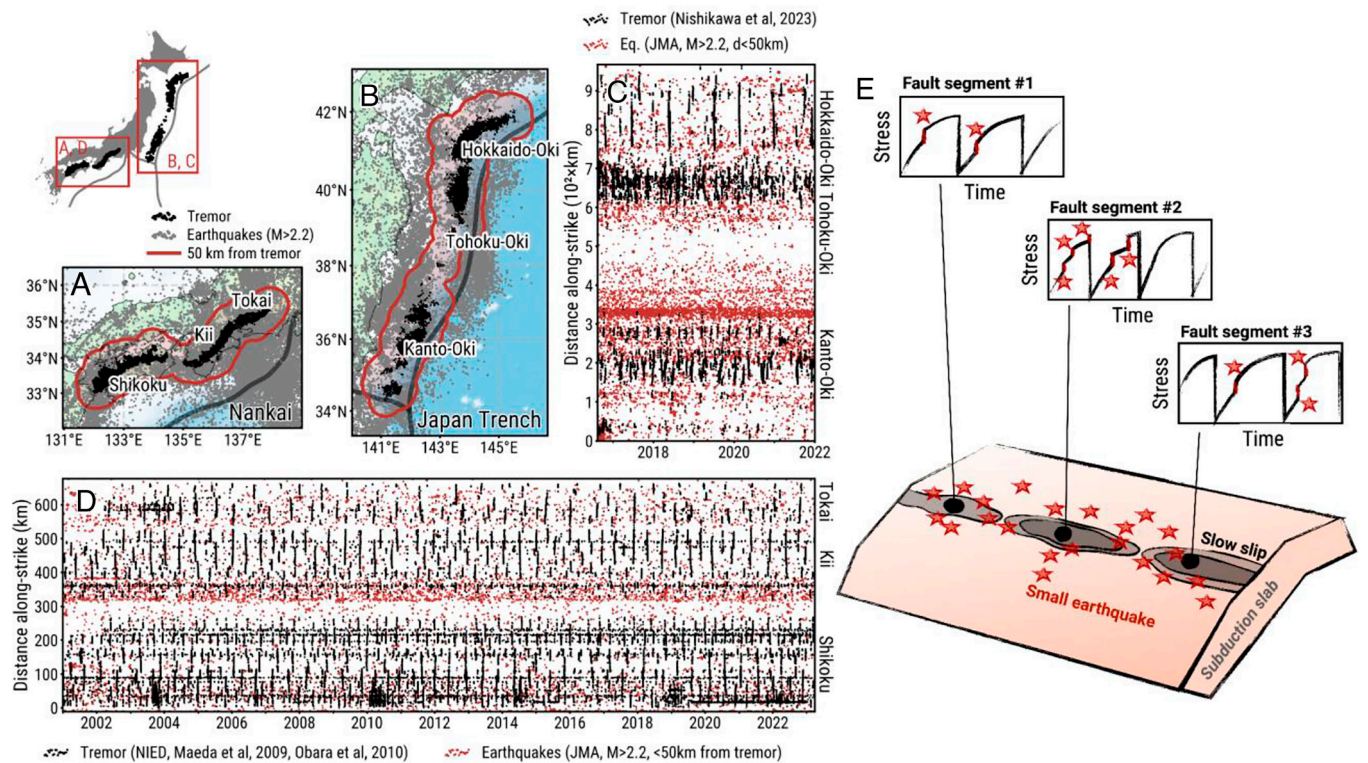 A, D
B, C
Tremor
Earthquakes (M>2.2)
50 km from tremor
A
36°N
35°N
34°N
33°N
131°E
133°E
135°E
137°E
Tokai
Kii
Shikoku
Nankai
B
42°N
40°N
38°N
36°N
34°N
141°E
143°E
145°E
Hokkaido-Oki
Tohoku-Oki
Kanto-Oki
Japan Trench
Tremor (Nishikawa et al, 2023)
Eq. (JMA, M>2.2, d<50km)
C
Distance along-strike (10²×km)
9
8
7
6
5
4
3
2
1
0
2018
2020
2022
Hokkaido-Oki
Tohoku-Oki
Kanto-Oki
D
Distance along-strike (km)
600
500
400
300
200
100
0
2002
2004
2006
2008
2010
2012
2014
2016
2018
2020
2022
Tokai
Kii
Shikoku
Tremor (NIED, Maeda et al, 2009, Obara et al, 2010)
Earthquakes (JMA, M>2.2, <50km from tremor)
E
Fault segment #1
Stress
Time
Fault segment #2
Stress
Time
Fault segment #3
Stress
Time
Slow slip
Small earthquake
Subduction slab